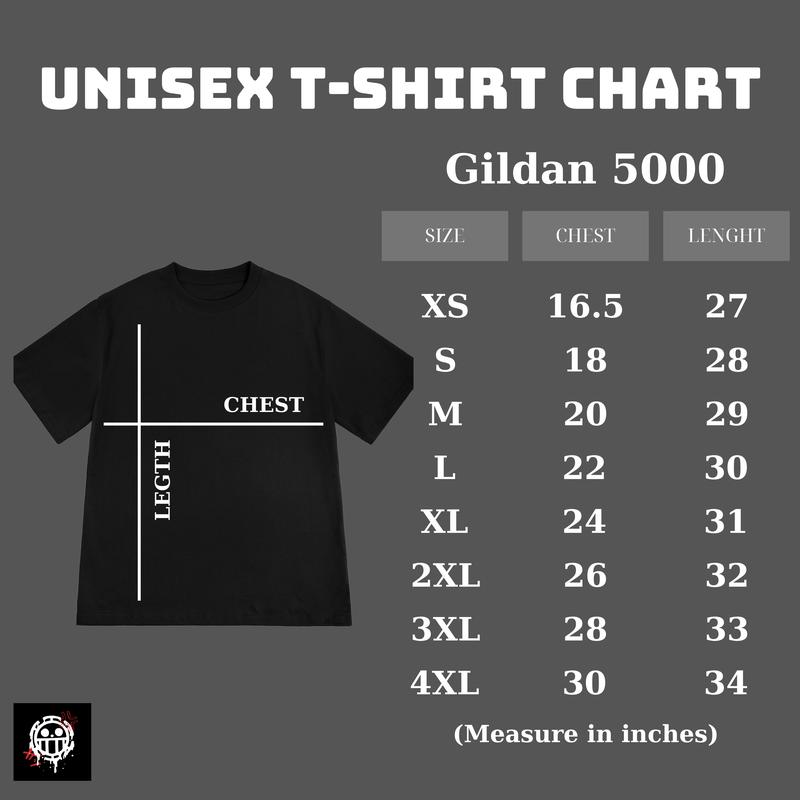 UNISEX T-SHIRT CHART
Gildan 5000
SIZE CHEST LENGHT
XS 16.5 27
S 18 28
M 20 29
L 22 30
XL 24 31
2XL 26 32
3XL 28 33
4XL 30 34
(Measure in inches)
CHEST
LEGTH